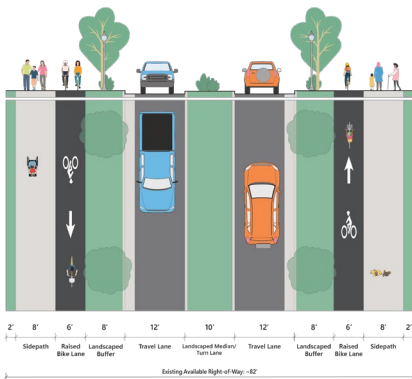 2' 8' 6' 8' 12' 10' 12' 8' 6' 8' 2'
Sidepath Raised Bike Lane Landscaped Buffer Travel Lane Landscaped Median/ Turn Lane Travel Lane Landscaped Buffer Raised Bike Lane Sidepath
Existing Available Right-of-Way: ~82'